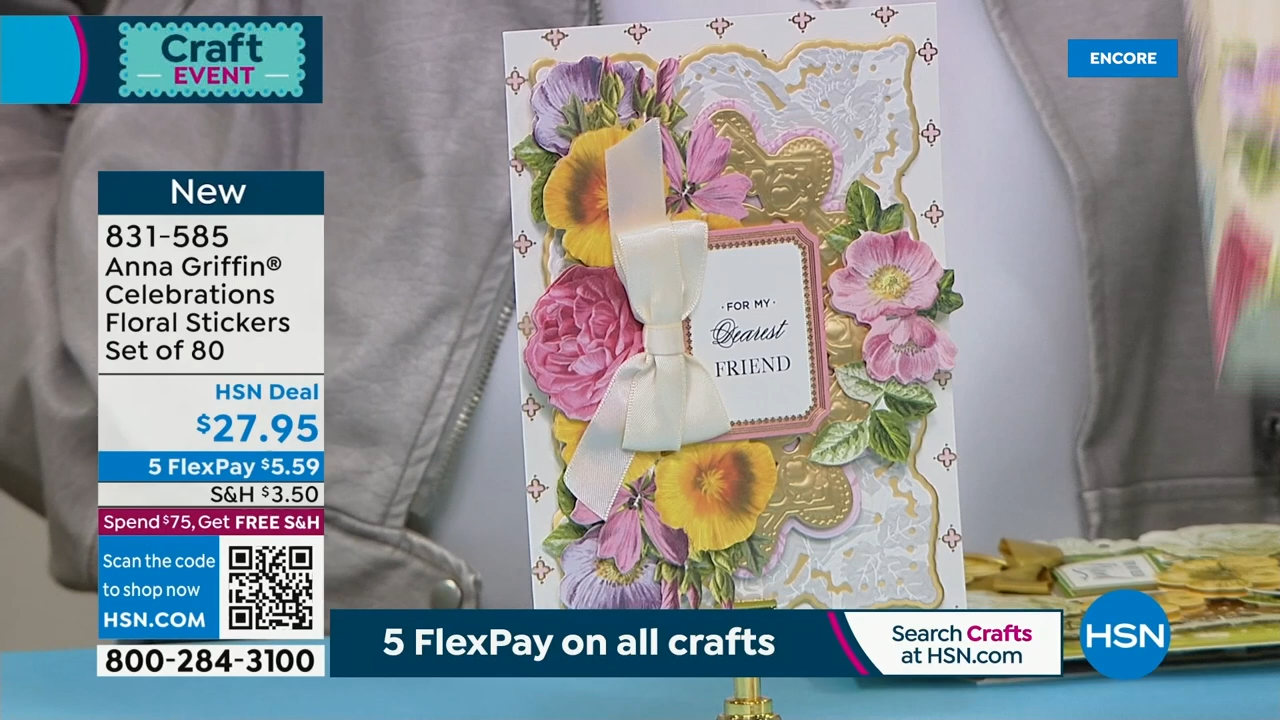 Craft
EVENT
ENCORE
New
831-585
Anna Griffin®
Celebrations
Floral Stickers
Set of 80
HSN Deal
$27.95
5 FlexPay $5.59
S&H $3.50
Spend $75, Get FREE S&H
Scan the code
to shop now
HSN.COM
800-284-3100
·FOR MY·
Dearest
FRIEND
5 FlexPay on all crafts
Search Crafts
at HSN.com
HSN